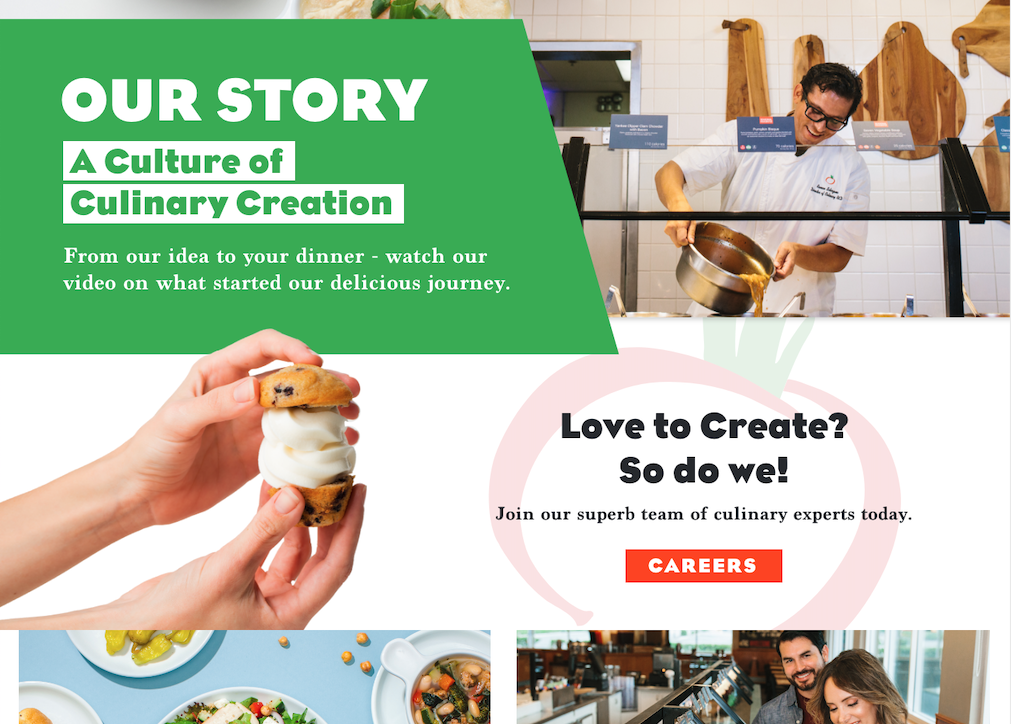 OUR STORY
A Culture of
Culinary Creation
From our idea to your dinner - watch our
video on what started our delicious journey.
Pumpkin Bisque
Love to Create?
So do we!
Join our superb team of culinary experts today.
CAREERS